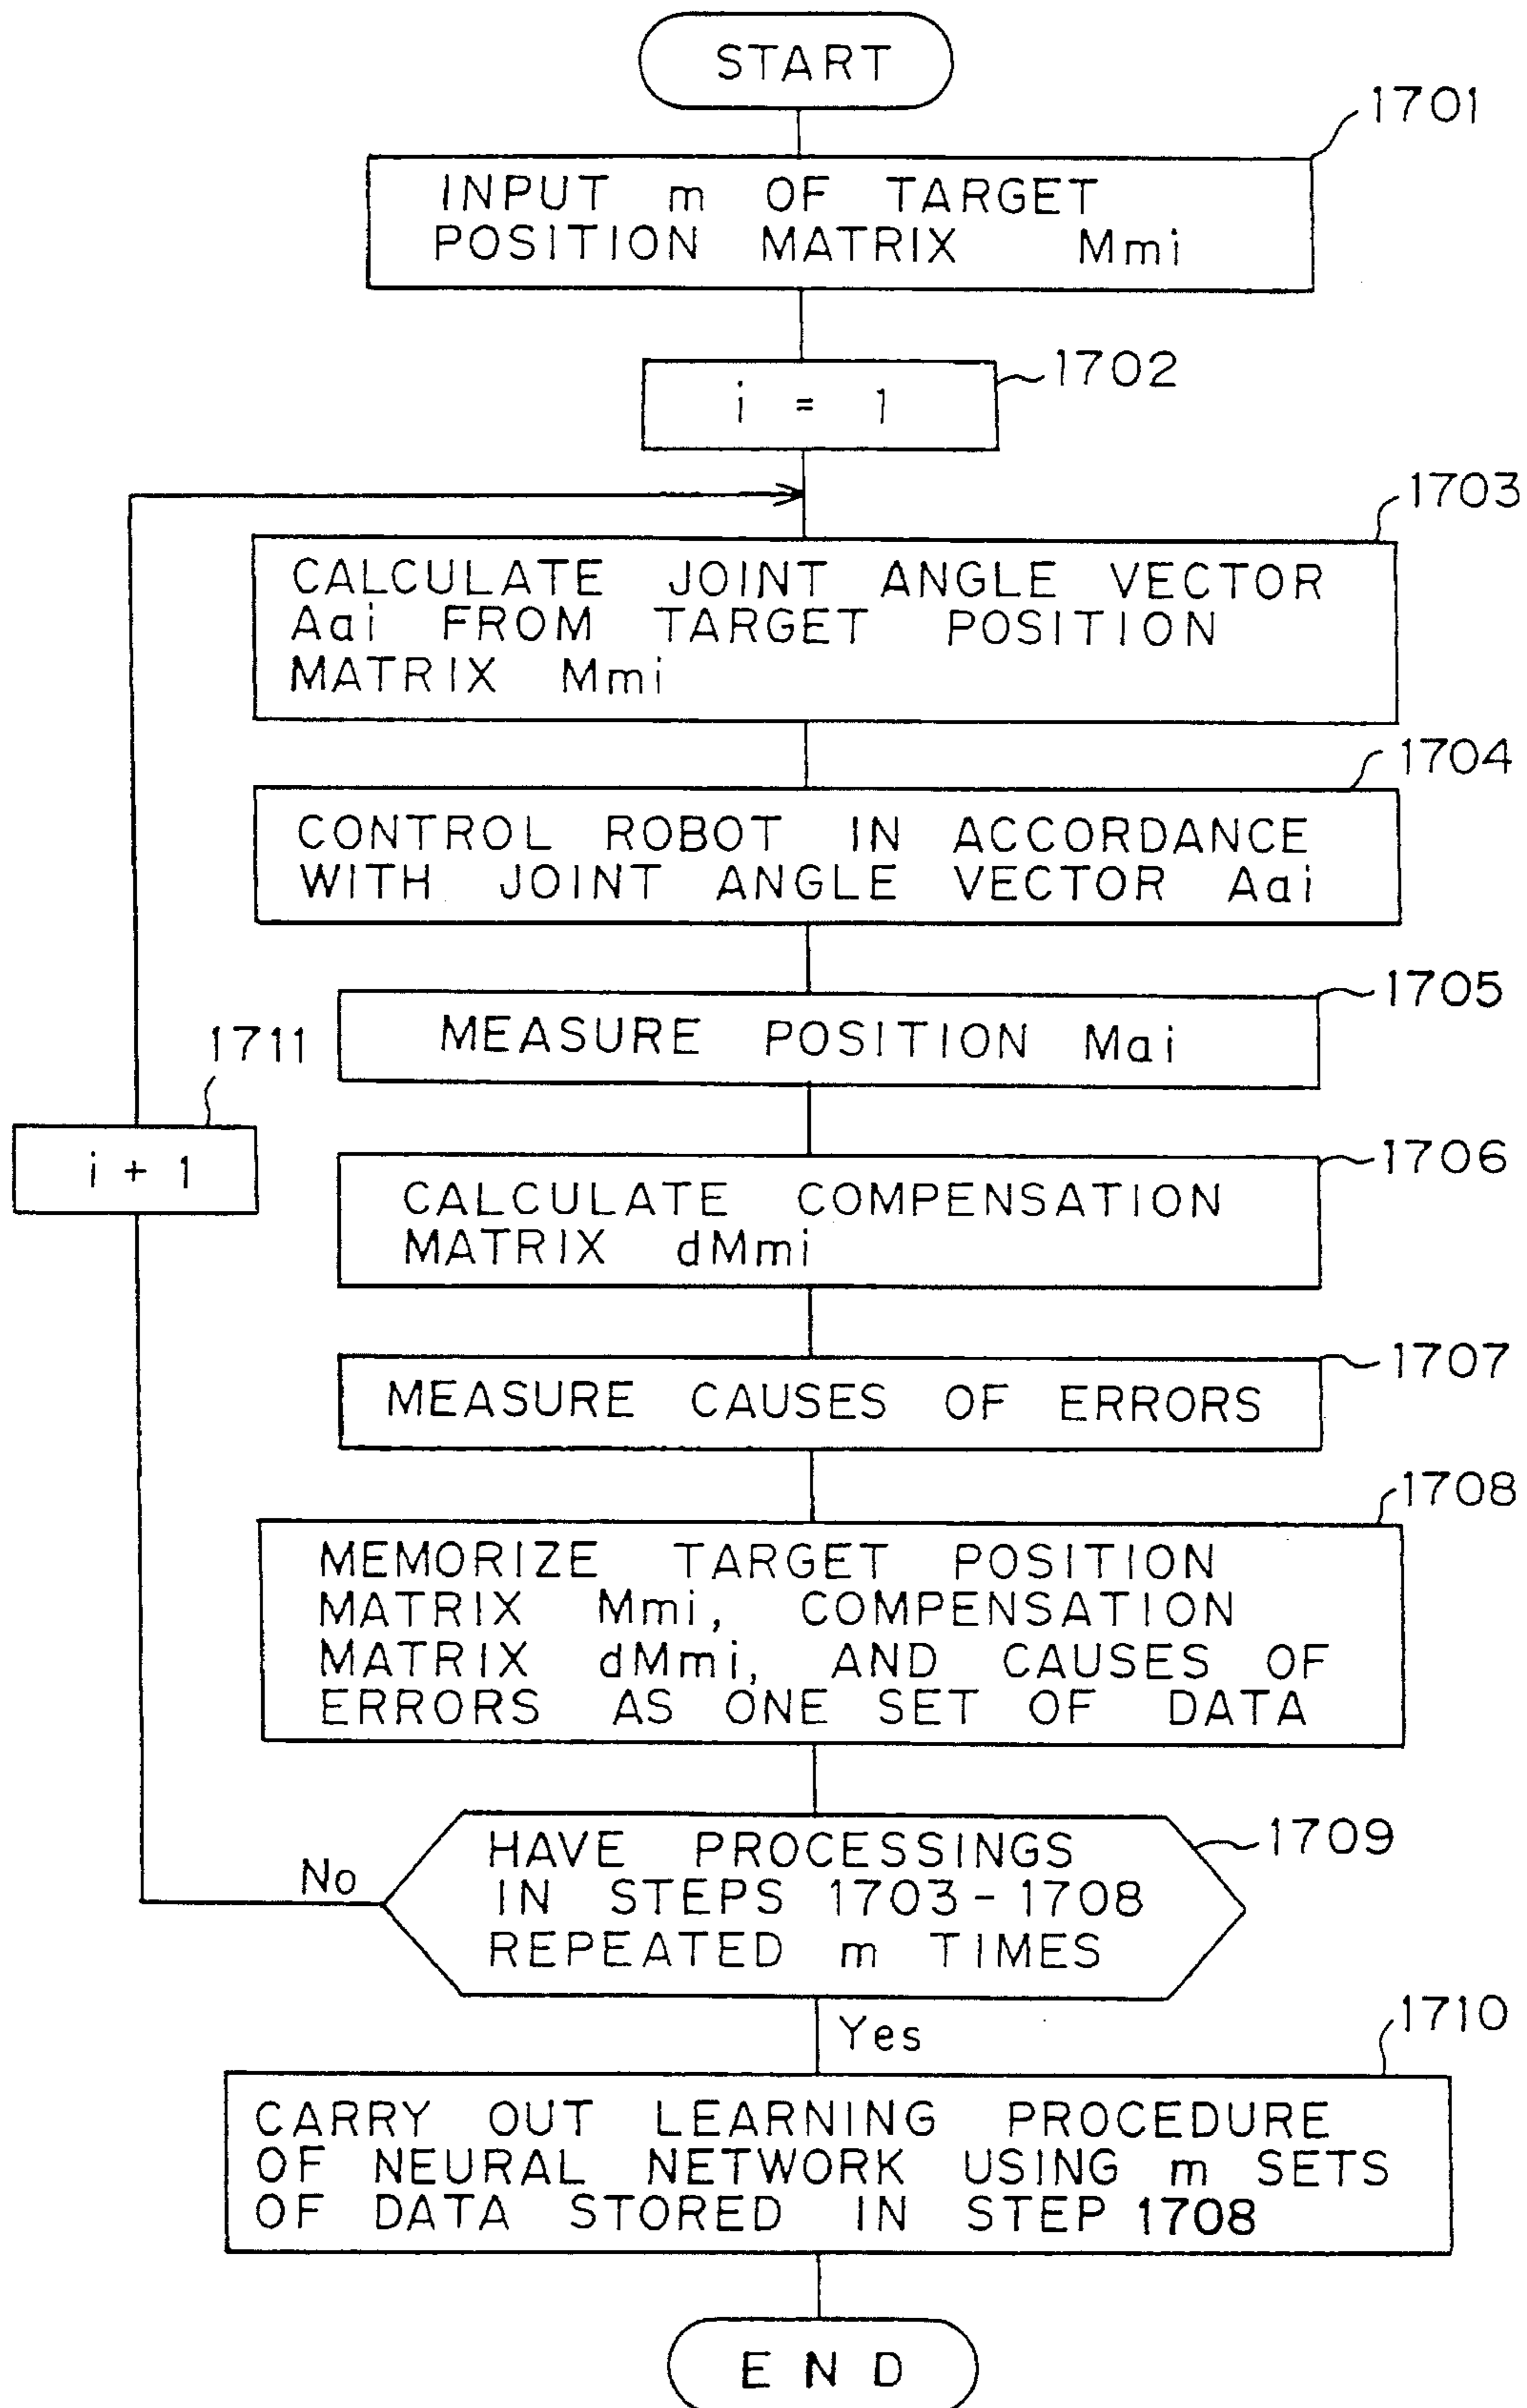 START
1701
INPUT m OF TARGET
POSITION MATRIX Mmi
1702
i = 1
1703
CALCULATE JOINT ANGLE VECTOR
Aai FROM TARGET POSITION
MATRIX Mmi
1704
CONTROL ROBOT IN ACCORDANCE
WITH JOINT ANGLE VECTOR Aai
1705
MEASURE POSITION Mai
1711
i + 1
1706
CALCULATE COMPENSATION
MATRIX dMmi
1707
MEASURE CAUSES OF ERRORS
1708
MEMORIZE TARGET POSITION
MATRIX Mmi, COMPENSATION
MATRIX dMmi, AND CAUSES OF
ERRORS AS ONE SET OF DATA
1709
HAVE PROCESSINGS
IN STEPS 1703-1708
REPEATED m TIMES
No
Yes
1710
CARRY OUT LEARNING PROCEDURE
OF NEURAL NETWORK USING m SETS
OF DATA STORED IN STEP 1708
END